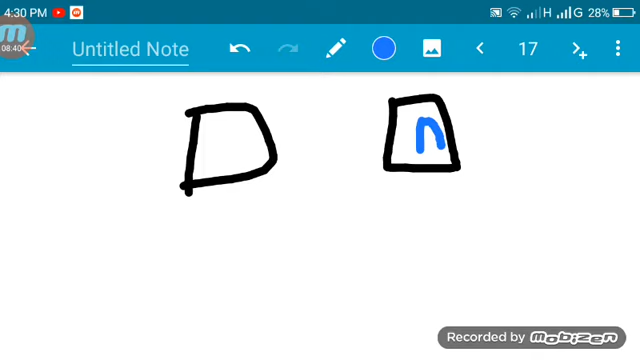 4:30 PM H G 28%
08:40 Untitled Note 17
D n
Recorded by mobizen